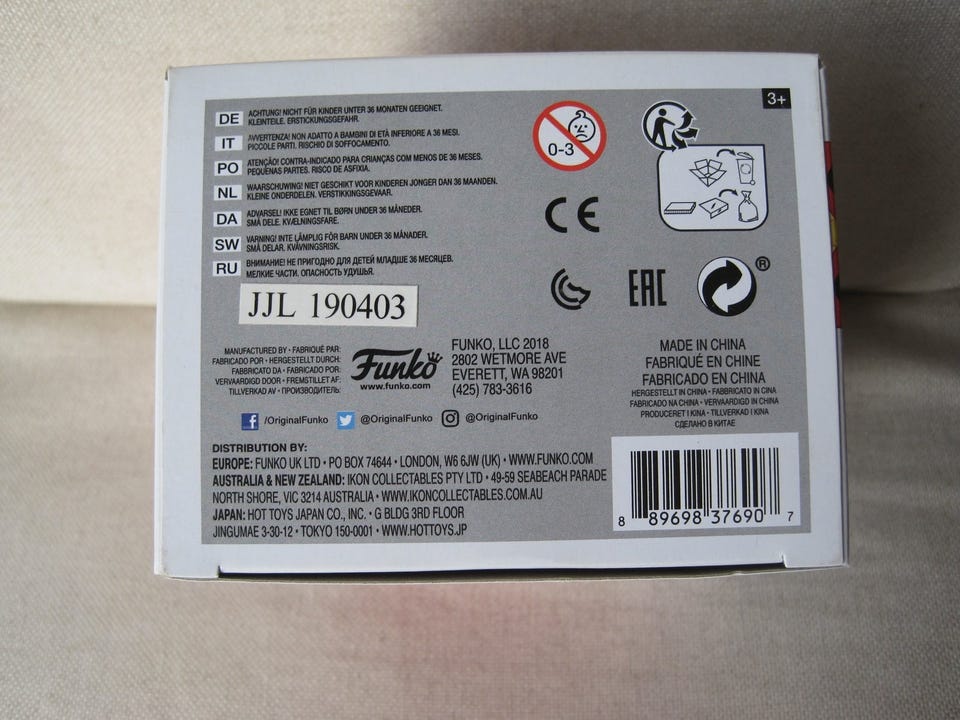 3+
DE ACHTUNG! NICHT FÜR KINDER UNTER 36 MONATEN GEEIGNET.
KLEINTEILE. ERSTICKUNGSGEFAHR.
IT AVVERTENZA! NON ADATTO A BAMBINI DI ETÀ INFERIORE A 36 MESI.
PICCOLE PARTI. RISCHIO DI SOFFOCAMENTO.
PO ATENÇÃO! CONTRA-INDICADO PARA CRIANÇAS COM MENOS DE 36 MESES.
PEQUENAS PARTES. RISCO DE ASFIXIA.
NL WAARSCHUWING! NIET GESCHIKT VOOR KINDEREN JONGER DAN 36 MAANDEN.
KLEINE ONDERDELEN. VERSTIKKINGSGEVAAR.
DA ADVARSEL! IKKE EGNET TIL BØRN UNDER 36 MÅNEDER.
SMÅ DELE. KVÆLNINGSFARE.
SW VARNING! INTE LÄMPLIG FÖR BARN UNDER 36 MÅNADER.
SMÅ DELAR. KVÄVNINGSRISK.
RU ВНИМАНИЕ! НЕ ПРИГОДНО ДЛЯ ДЕТЕЙ МЛАДШЕ 36 МЕСЯЦЕВ.
МЕЛКИЕ ЧАСТИ. ОПАСНОСТЬ УДУШЬЯ.
0-3
CE
EAC
®
JJL 190403
MANUFACTURED BY • FABRIQUÉ PAR:
FABRICADO POR • HERGESTELLT DURCH:
FABBRICATO DA • FABRICADO POR:
VERVAARDIGD DOOR • FREMSTILLET AF:
TILLVERKAD AV • ПРОИЗВОДИТЕЛЬ:
Funko
www.funko.com
FUNKO, LLC 2018
2802 WETMORE AVE
EVERETT, WA 98201
(425) 783-3616
MADE IN CHINA
FABRIQUÉ EN CHINE
FABRICADO EN CHINA
HERGESTELLT IN CHINA • FABBRICATO IN CINA
FABRICADO NA CHINA • VERVAARDIGD IN CHINA
PRODUCERET I KINA • TILLVERKAD I KINA
СДЕЛАНО В КИТАЕ
f /OriginalFunko @OriginalFunko @OriginalFunko
DISTRIBUTION BY:
EUROPE: FUNKO UK LTD • PO BOX 74644 • LONDON, W6 6JW (UK) • WWW.FUNKO.COM
AUSTRALIA & NEW ZEALAND: IKON COLLECTABLES PTY LTD • 49-59 SEABEACH PARADE
NORTH SHORE, VIC 3214 AUSTRALIA • WWW.IKONCOLLECTABLES.COM.AU
JAPAN: HOT TOYS JAPAN CO., INC. • G BLDG 3RD FLOOR
JINGUMAE 3-30-12 • TOKYO 150-0001 • WWW.HOTTOYS.JP
8 89698 37690 7